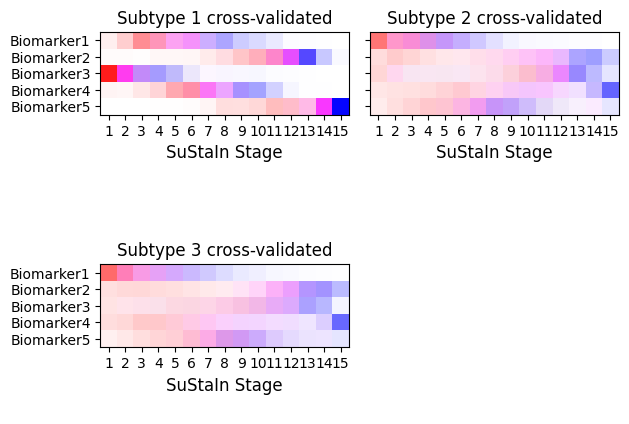 Subtype 1 cross-validated
Subtype 2 cross-validated
Biomarker1
Biomarker2
Biomarker3
Biomarker4
Biomarker5
1 2 3 4 5 6 7 8 9 10 11 12 13 14 15
1 2 3 4 5 6 7 8 9 10 11 12 13 14 15
SuStaIn Stage
SuStaIn Stage
Subtype 3 cross-validated
Biomarker1
Biomarker2
Biomarker3
Biomarker4
Biomarker5
1 2 3 4 5 6 7 8 9 10 11 12 13 14 15
SuStaIn Stage